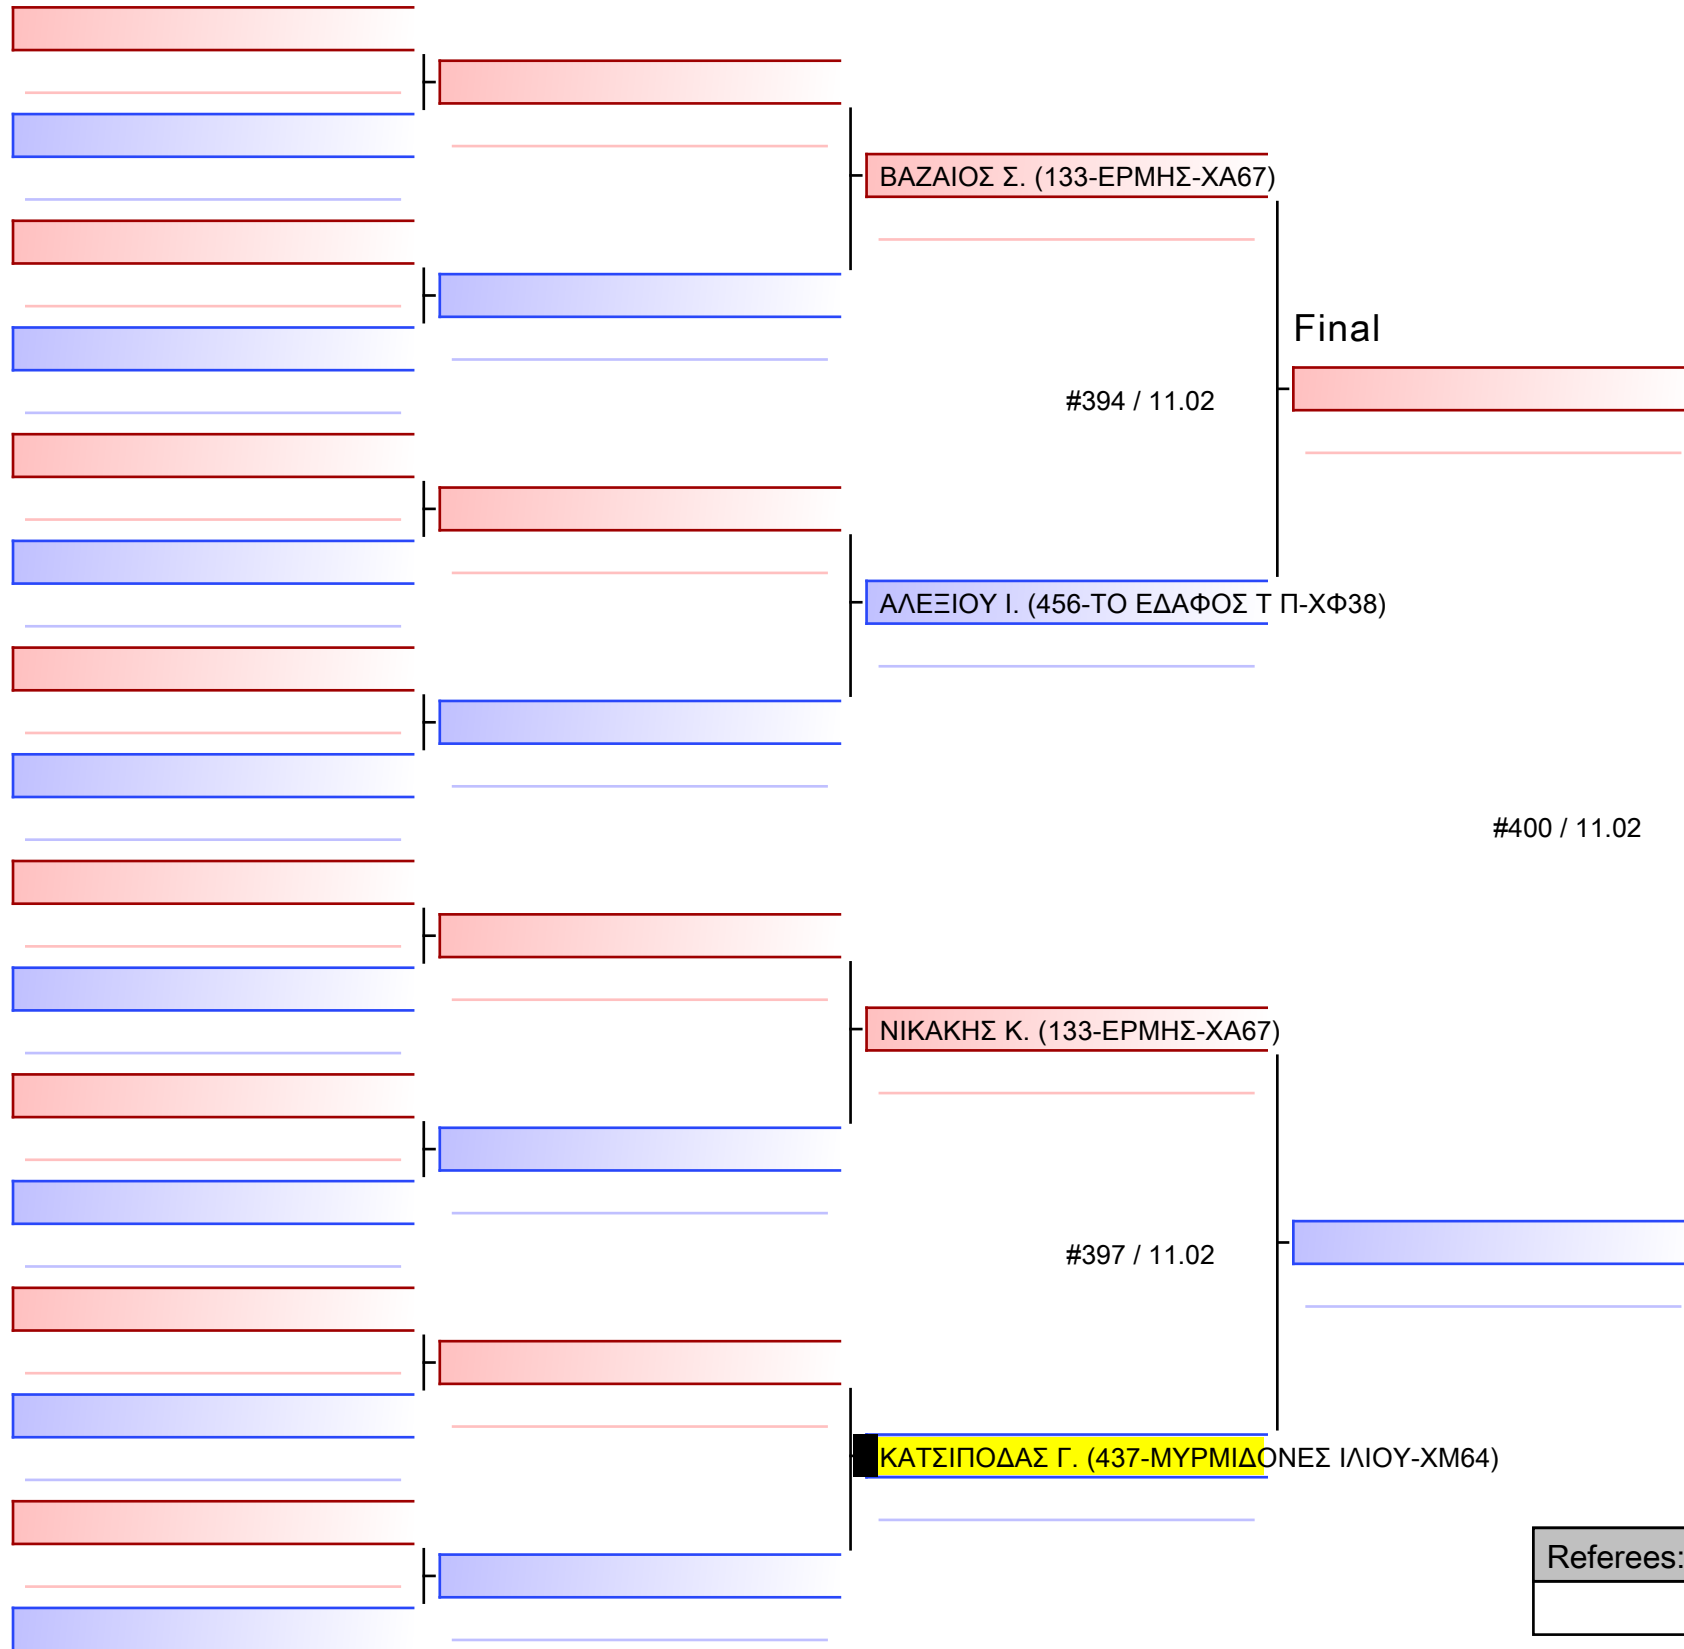 ΒΑΖΑΙΟΣ Σ. (133-ΕΡΜΗΣ-ΧΑ67)
Final
#394 / 11.02
ΑΛΕΞΙΟΥ Ι. (456-ΤΟ ΕΔΑΦΟΣ Τ Π-ΧΦ38)
#400 / 11.02
ΝΙΚΑΚΗΣ Κ. (133-ΕΡΜΗΣ-ΧΑ67)
#397 / 11.02
ΚΑΤΣΙΠΟΔΑΣ Γ. (437-ΜΥΡΜΙΔΟΝΕΣ ΙΛΙΟΥ-ΧΜ64)
Referees: